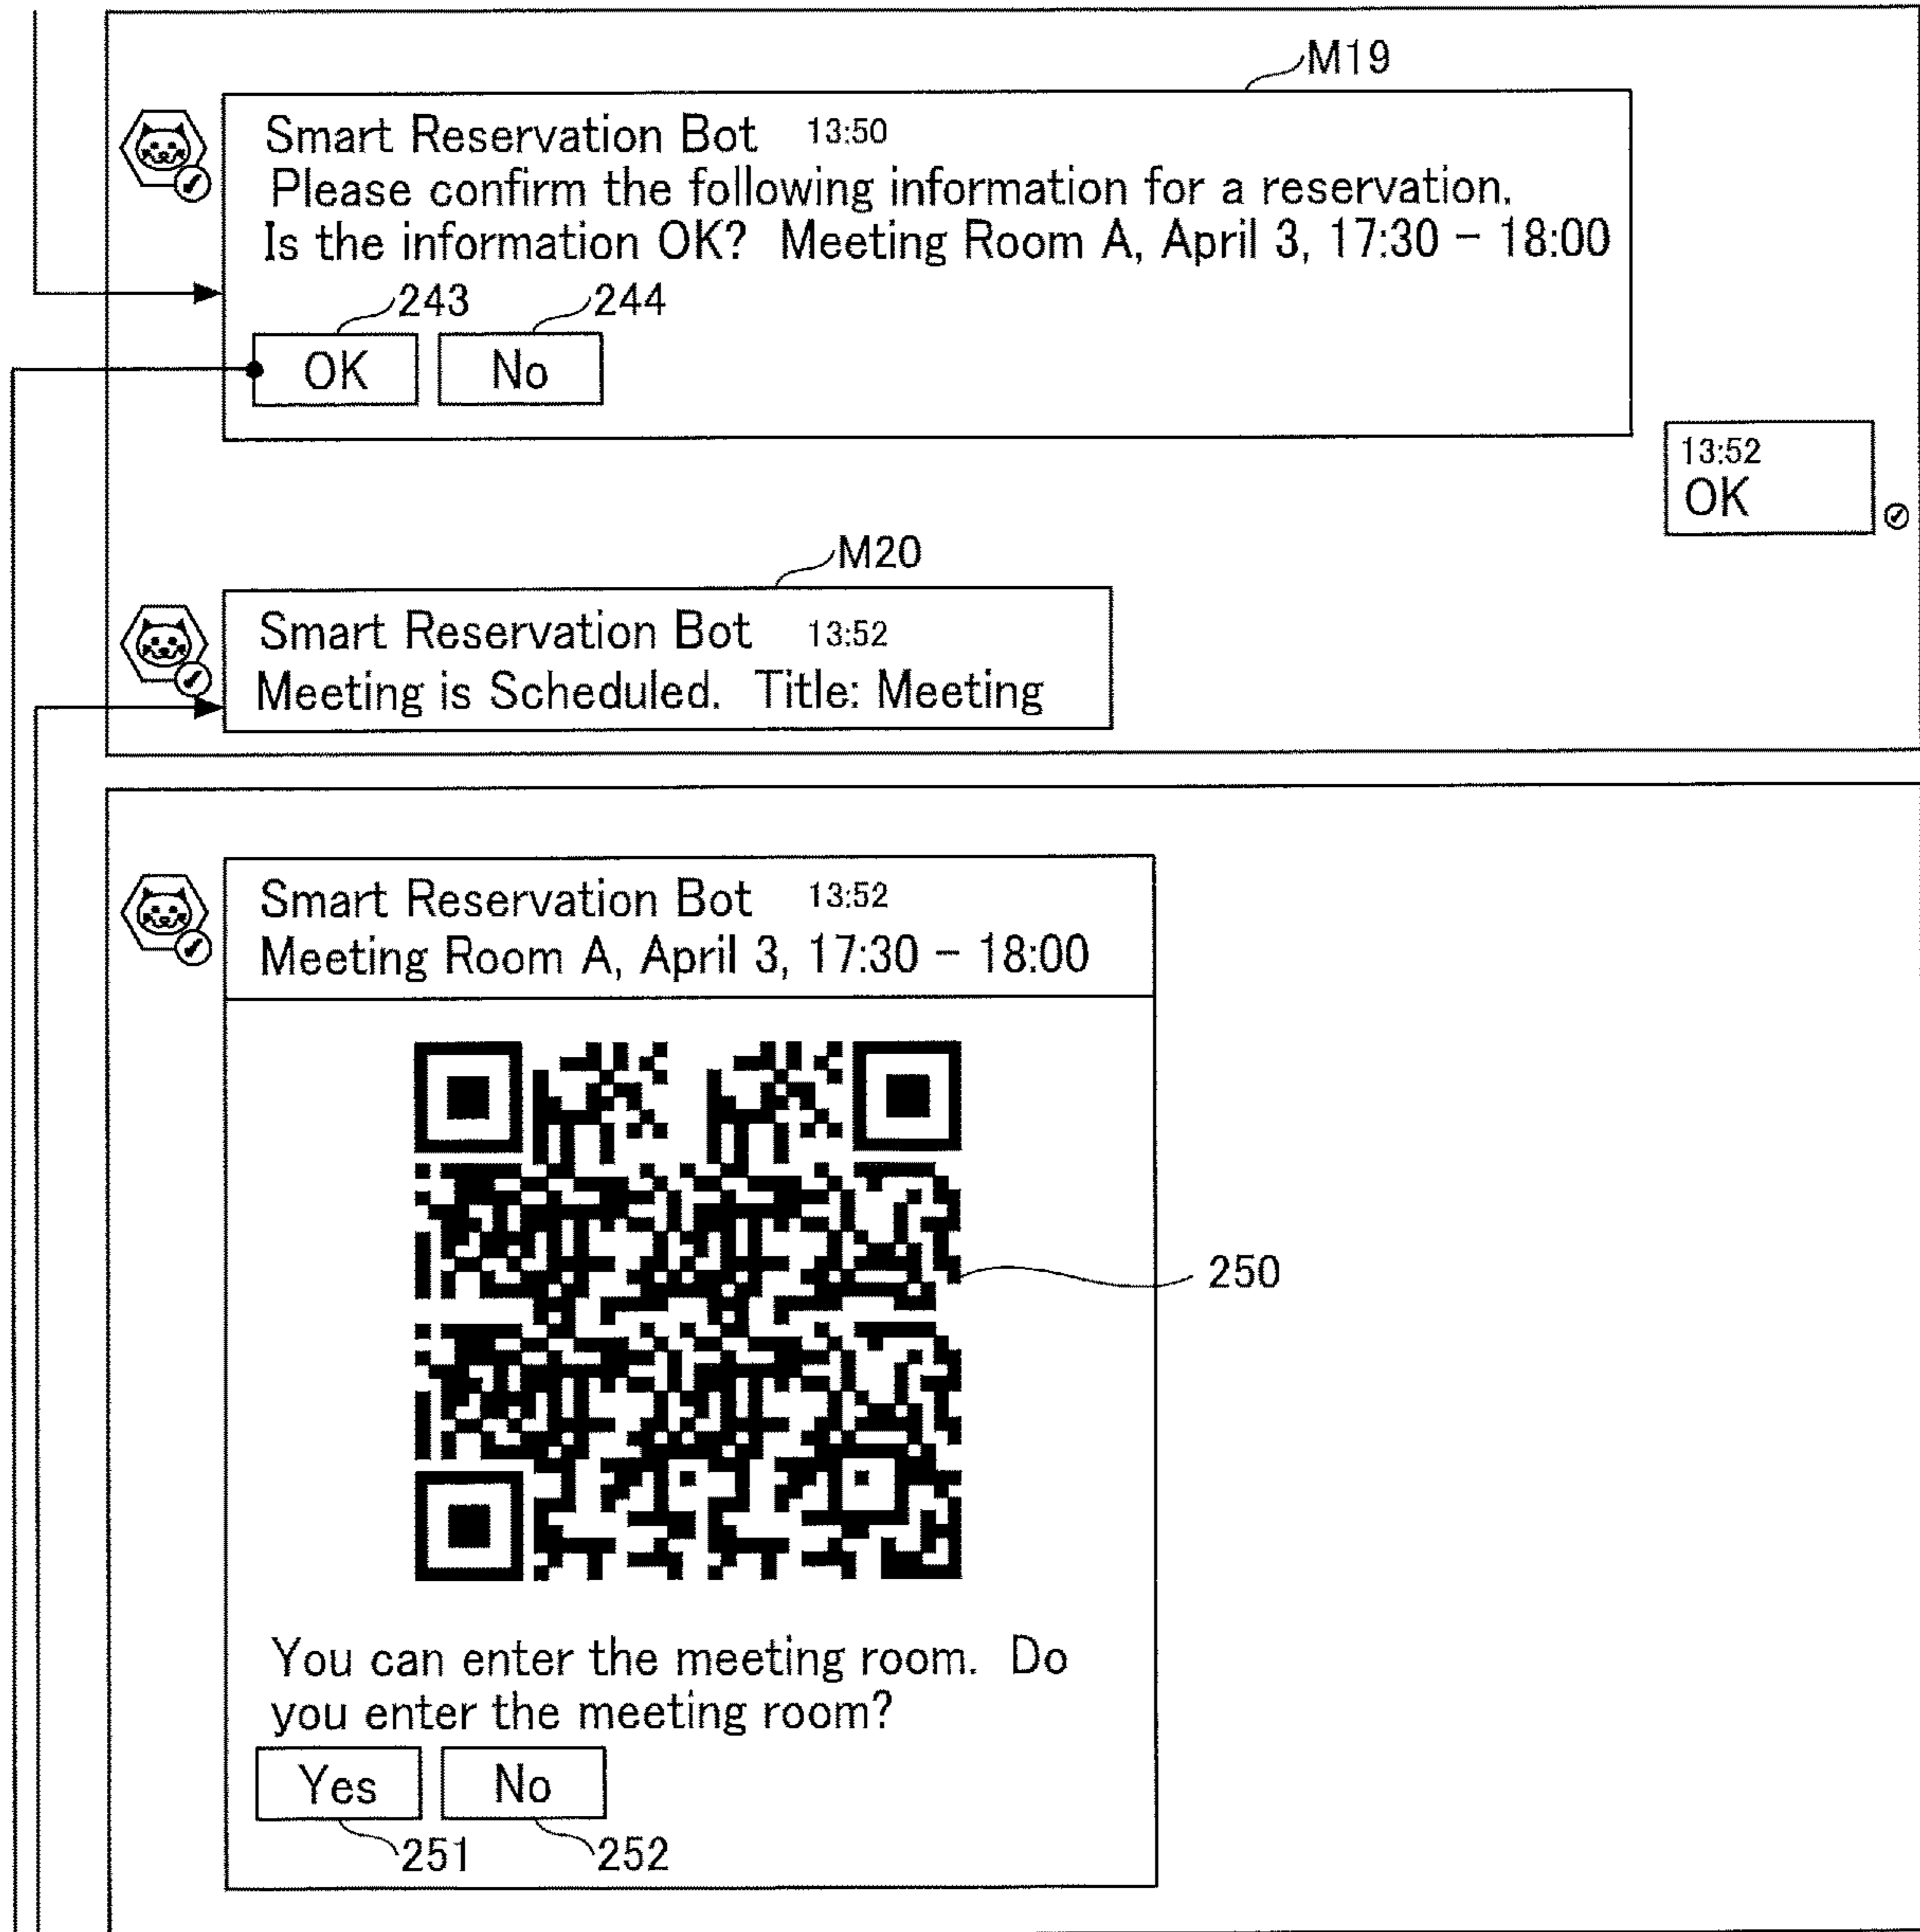 M19
Smart Reservation Bot 13:50
Please confirm the following information for a reservation.
Is the information OK? Meeting Room A, April 3, 17:30 – 18:00
243 244
OK No
13:52
OK
M20
Smart Reservation Bot 13:52
Meeting is Scheduled. Title: Meeting
Smart Reservation Bot 13:52
Meeting Room A, April 3, 17:30 – 18:00
250
You can enter the meeting room. Do
you enter the meeting room?
Yes No
251 252